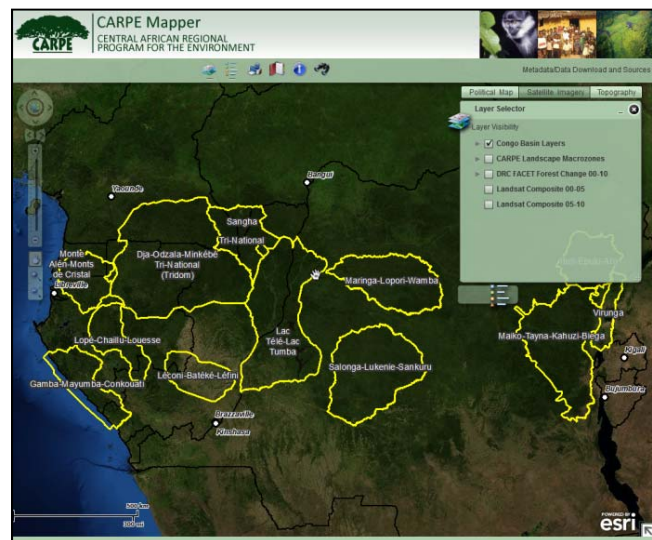 CARPE
CARPE Mapper
CENTRAL AFRICAN REGIONAL
PROGRAM FOR THE ENVIRONMENT
Metadata/Data Download and Sources
Political Map
Satellite Imagery
Topography
Layer Selector
Layer Visibility
Congo Basin Layers
CARPE Landscape Macrozones
DRC FACET Forest Change 00-10
Landsat Composite 00-05
Landsat Composite 05-10
Bangui
Yaounde
Sangha
Tri-National
Monte
Alén-Monts
de Cristal
Dja-Odzala-Minkébé
Tri-National
(Tridom)
Maringa-Lopori-Wamba
Libreville
Virunga
Lopé-Chaillu-Louesse
Lac
Télé-Lac
Tumba
Maiko-Tayna-Kahuzi-Biega
Kigali
Salonga-Lukenie-Sankuru
Léconi-Batéké-Léfini
Gamba-Mayumba-Conkouati
Bujumbura
Brazzaville
Kinshasa
500 km
300 mi
POWERED BY
esri